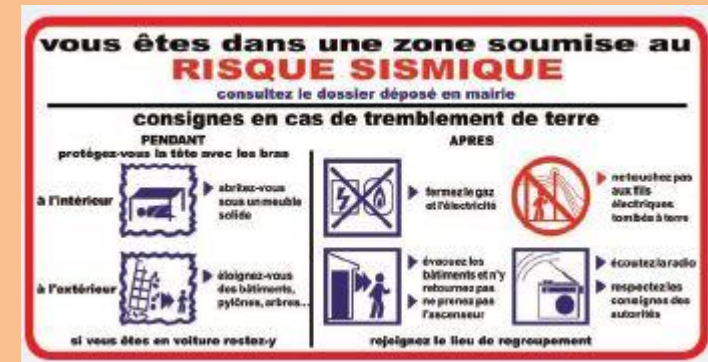 vous êtes dans une zone soumise au
RISQUE SISMIQUE
consultez le dossier déposé en mairie
consignes en cas de tremblement de terre
PENDANT
protégez-vous la tête avec les bras
à l'intérieur
abritez-vous
sous un meuble
solide
à l'extérieur
éloignez-vous
des bâtiments,
pylônes, arbres...
si vous êtes en voiture restez-y
APRES
fermez le gaz
et l'électricité
ne touchez pas
aux fils
électriques
tombés à terre
évacuez les
bâtiments et n'y
retournez pas
ne prenez pas
l'ascenseur
écoutez la radio
respectez les
consignes des
autorités
rejoignez le lieu de regroupement